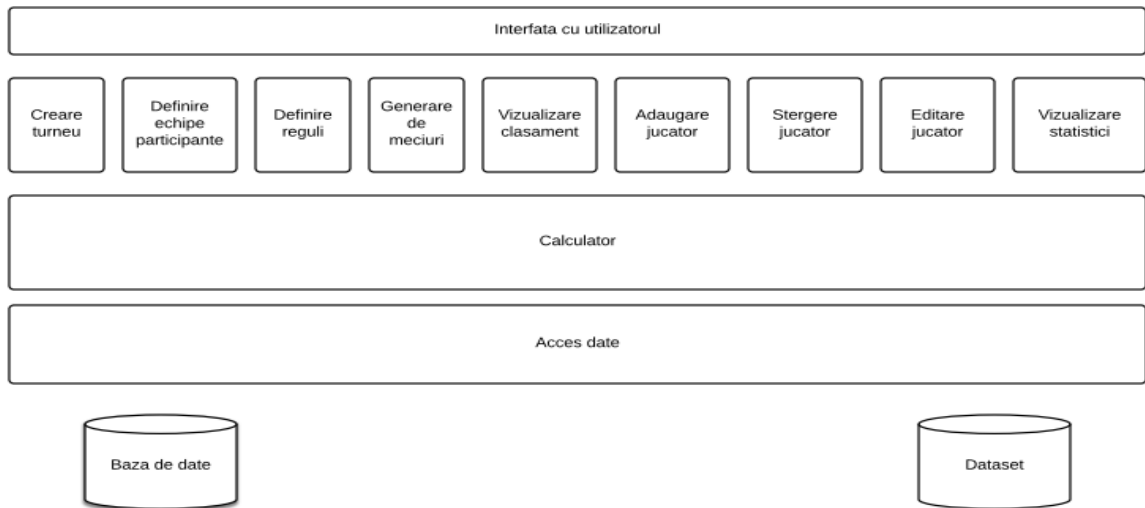 Interfata cu utilizatorul
Creare
turneu
Definire
echipe
participante
Definire
reguli
Generare
de
meciuri
Vizualizare
clasament
Adaugare
jucator
Stergere
jucator
Editare
jucator
Vizualizare
statistici
Calculator
Acces date
Baza de date
Dataset